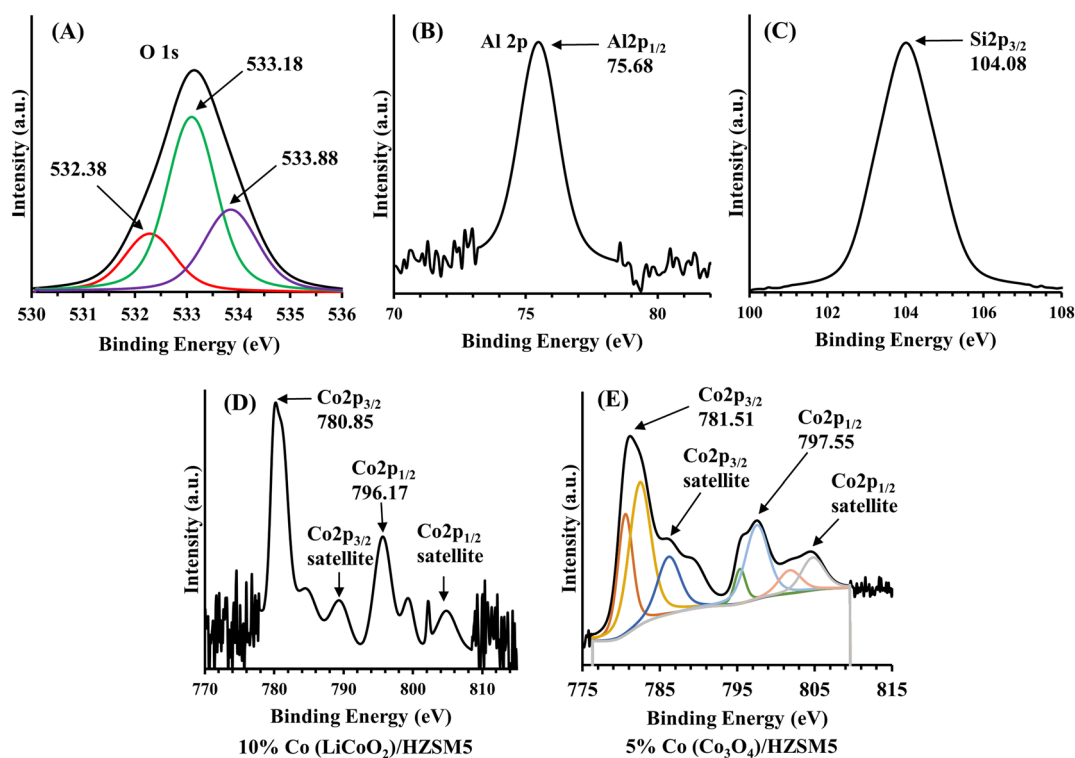 (A)
O 1s
533.18
532.38
533.88
Intensity (a.u.)
530 531 532 533 534 535 536
Binding Energy (eV)
(B)
Al 2p
Al2p1/2
75.68
Intensity (a.u.)
70 75 80
Binding Energy (eV)
(C)
Si2p3/2
104.08
Intensity (a.u.)
100 102 104 106 108
Binding Energy (eV)
(D)
Co2p3/2
780.85
Co2p1/2
796.17
Co2p3/2
satellite
Co2p1/2
satellite
Intensity (a.u.)
770 780 790 800 810
Binding Energy (eV)
10% Co (LiCoO2)/HZSM5
(E)
Co2p3/2
781.51
Co2p1/2
797.55
Co2p3/2
satellite
Co2p1/2
satellite
Intensity (a.u.)
775 785 795 805 815
Binding Energy (eV)
5% Co (Co3O4)/HZSM5